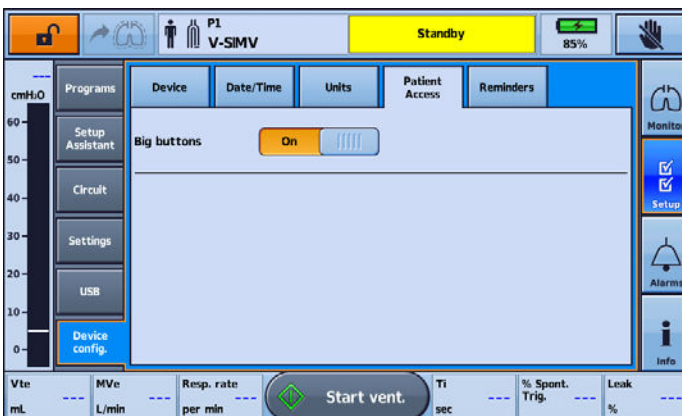 P1
V-SIMV
Standby
85%
---
cmH2O
60
50
40
30
20
10
0
Programs
Setup
Assistant
Circuit
Settings
USB
Device
config.
Device
Date/Time
Units
Patient
Access
Reminders
Big buttons
On
Monitor
Setup
Alarms
Info
Vte
---
mL
MVe
---
L/min
Resp. rate
---
per min
Start vent.
Ti
---
sec
% Spont.
Trig.
---
Leak
---
%